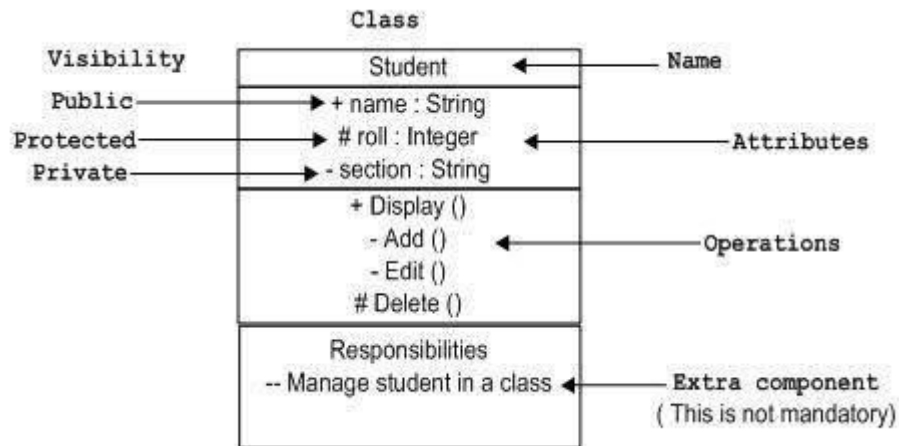 Class
Visibility
Student
Name
Public
+ name : String
Protected
# roll : Integer
Attributes
Private
- section : String
+ Display ()
- Add ()
Operations
- Edit ()
# Delete ()
Responsibilities
-- Manage student in a class
Extra component
( This is not mandatory)